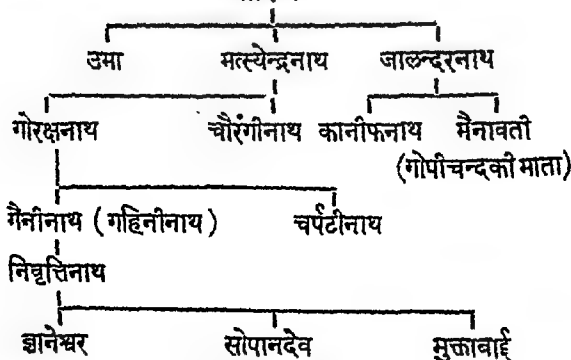 उमा मत्स्येन्द्रनाथ जालन्दरनाथ
गोरक्षनाथ चौरंगीनाथ कानीफनाथ मैनावती
(गोपीचन्दकी माता)
गैनीनाथ (गहिनीनाथ) चर्पटीनाथ
निवृत्तिनाथ
ज्ञानेश्वर सोपानदेव मुक्ताबाई